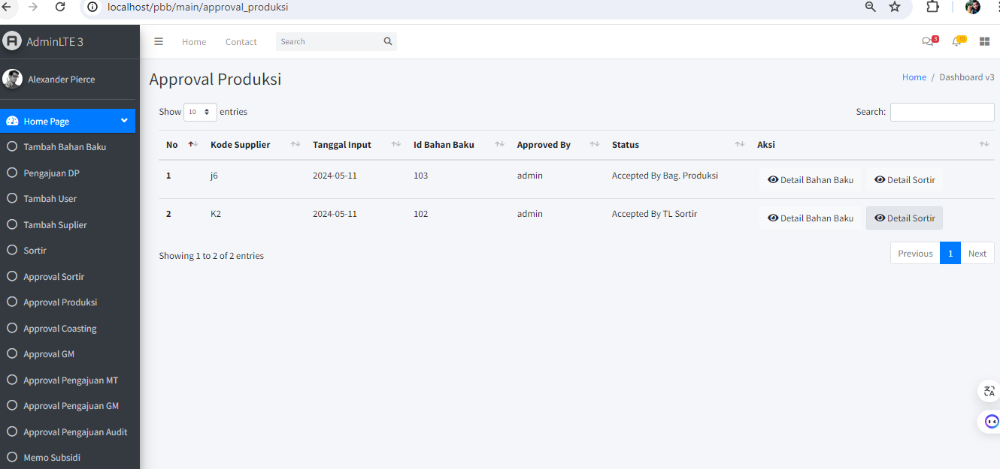 localhost/pbb/main/approval_produksi
AdminLTE 3
Home Contact Search 3 15
Alexander Pierce
Approval Produksi
Home / Dashboard v3
Home Page
Tambah Bahan Baku
Pengajuan DP
Tambah User
Tambah Suplier
Sortir
Approval Sortir
Approval Produksi
Approval Coasting
Approval GM
Approval Pengajuan MT
Approval Pengajuan GM
Approval Pengajuan Audit
Memo Subsidi
Show 10 entries
Search:
No Kode Supplier Tanggal Input Id Bahan Baku Approved By Status Aksi
1 j6 2024-05-11 103 admin Accepted By Bag. Produksi Detail Bahan Baku Detail Sortir
2 K2 2024-05-11 102 admin Accepted By TL Sortir Detail Bahan Baku Detail Sortir
Showing 1 to 2 of 2 entries
Previous 1 Next